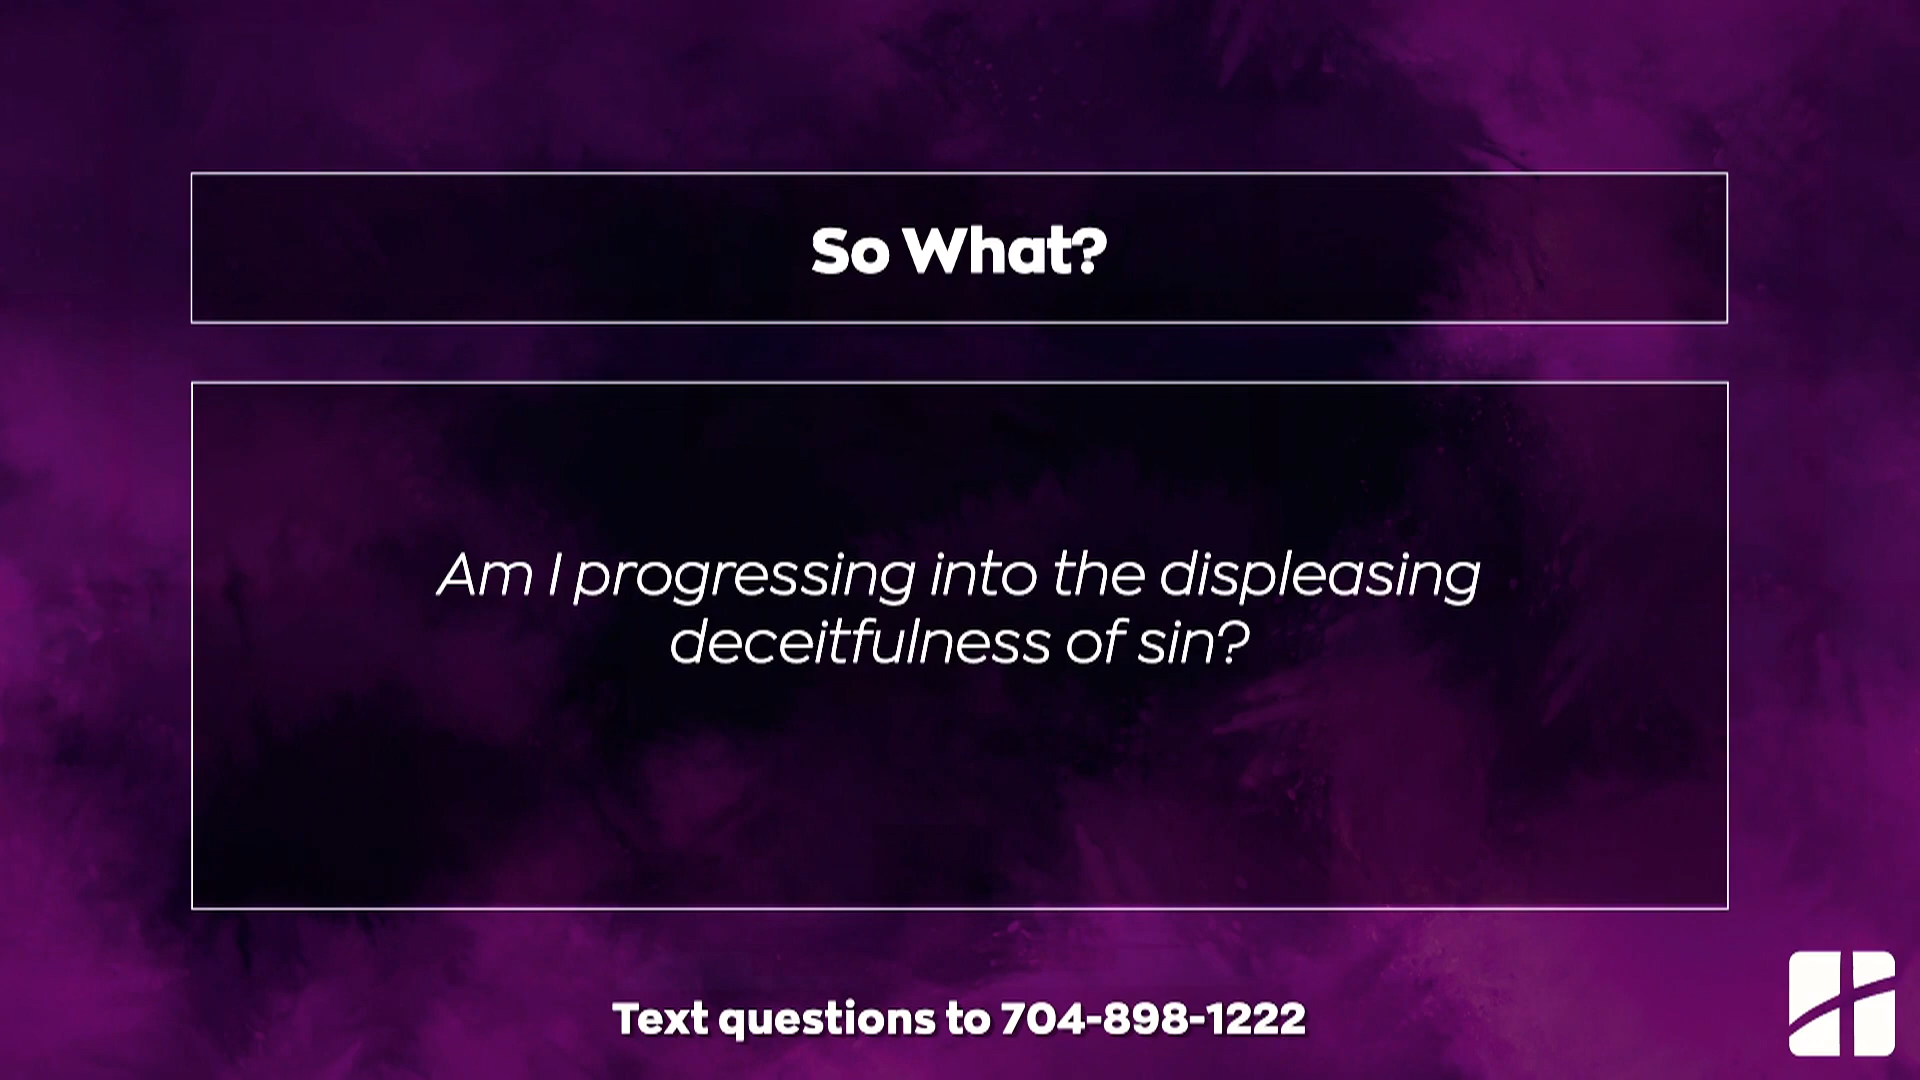 So What?
Am I progressing into the displeasing
deceitfulness of sin?
Text questions to 704-898-1222